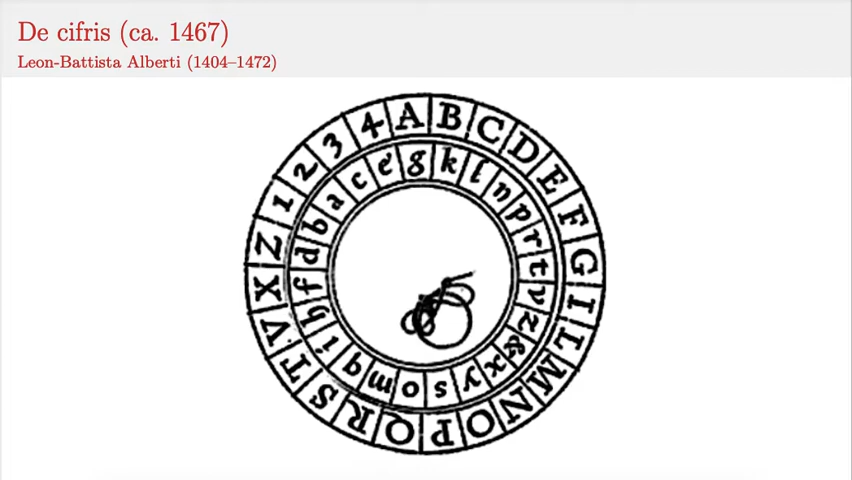 De cifris (ca. 1467)
Leon-Battista Alberti (1404–1472)
A B C D E F G I L M N O P Q R S T V X Z 1 2 3 4
g k l n p r t v z & x y s o m q i h f d b a c e